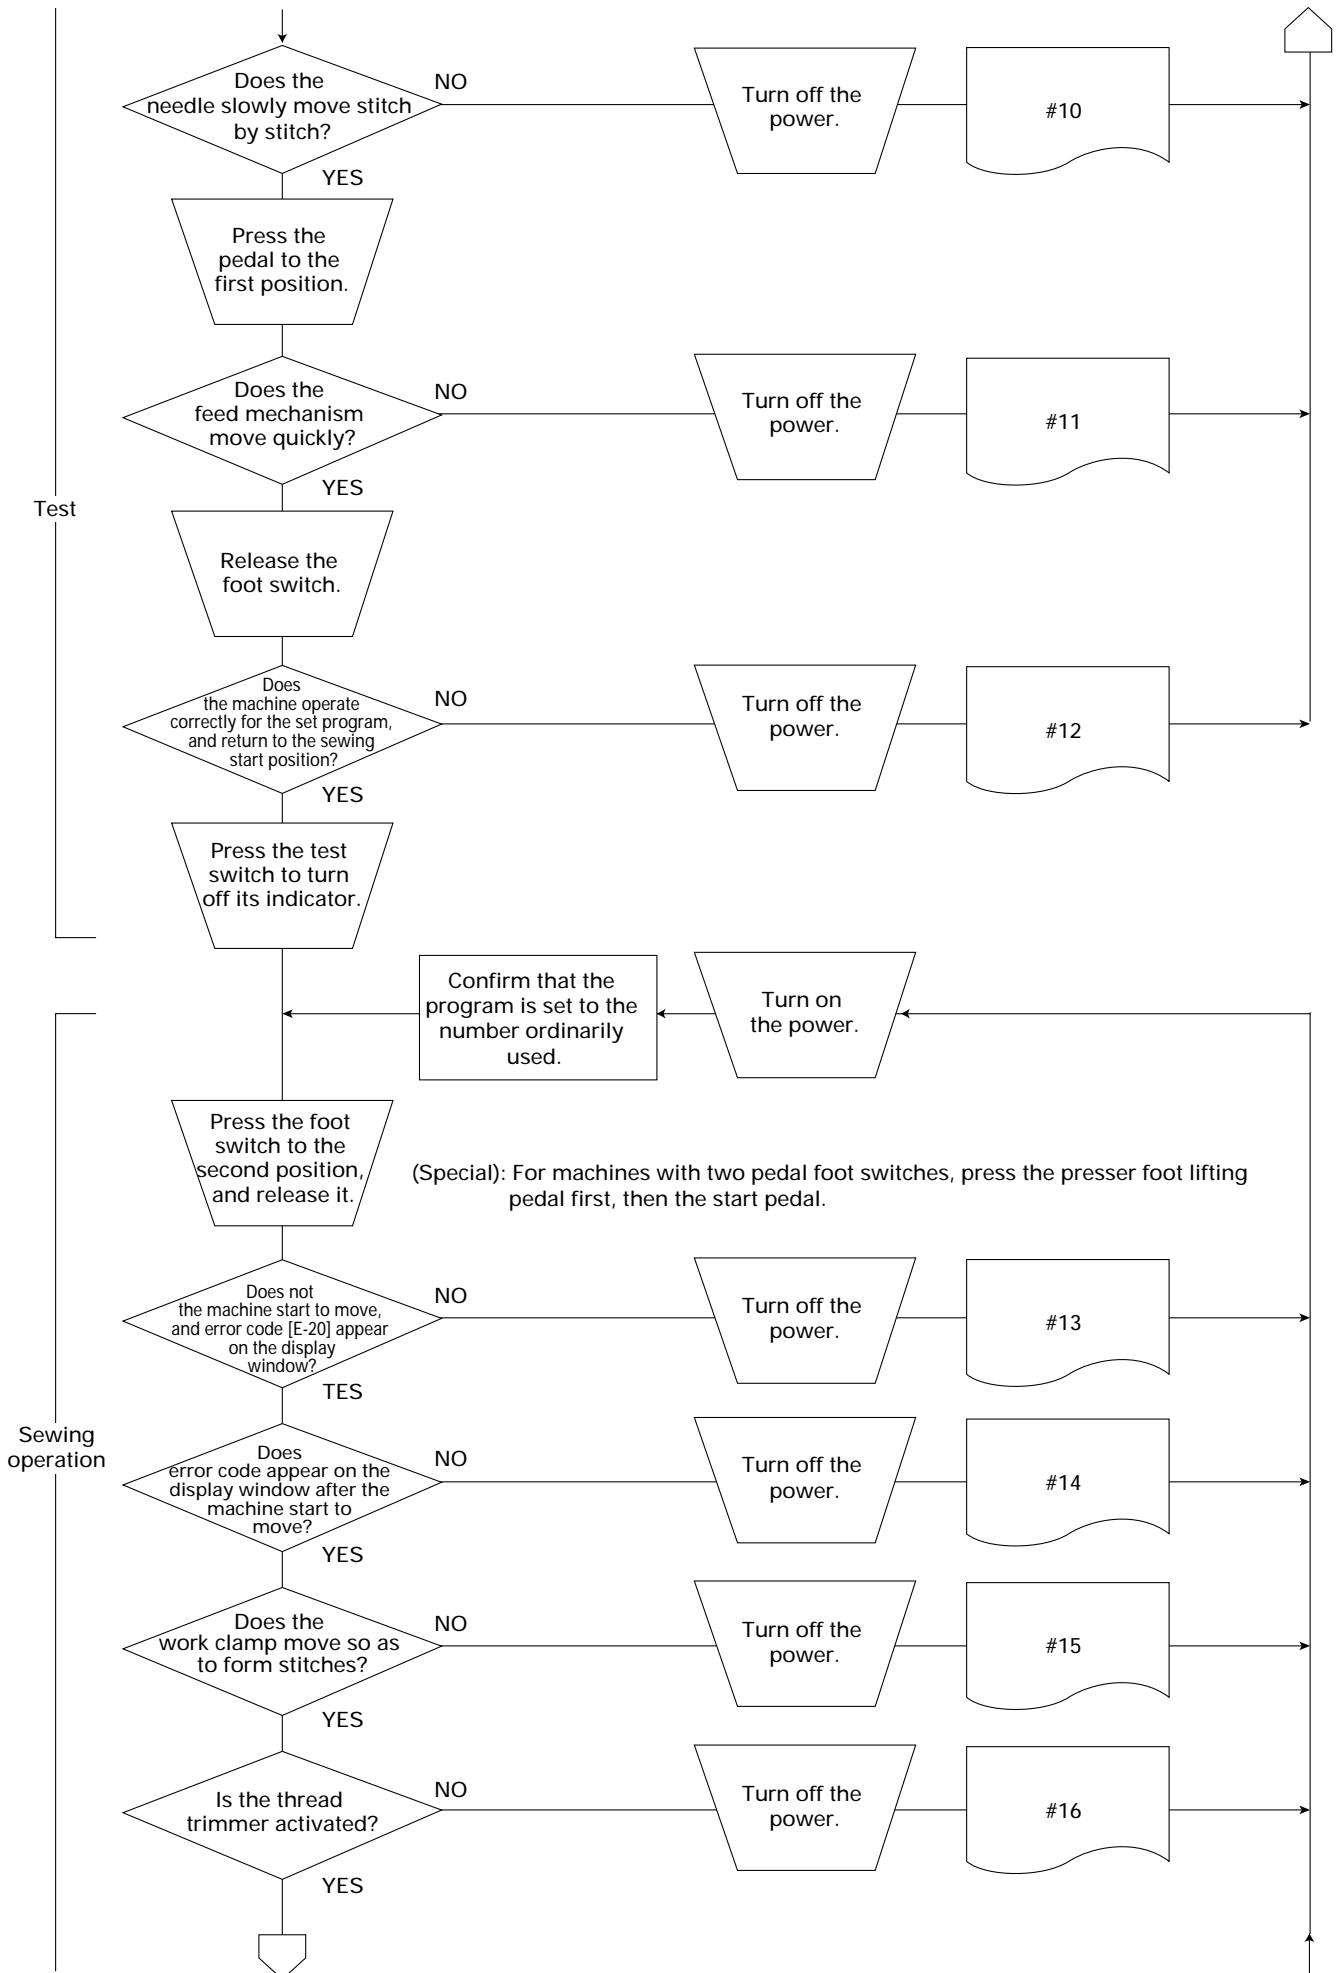 Does the
needle slowly move stitch
by stitch?
NO
Turn off the
power.
#10
YES
Press the
pedal to the
first position.
Does the
feed mechanism
move quickly?
NO
Turn off the
power.
#11
YES
Test
Release the
foot switch.
Does
the machine operate
correctly for the set program,
and return to the sewing
start position?
NO
Turn off the
power.
#12
YES
Press the test
switch to turn
off its indicator.
Confirm that the
program is set to the
number ordinarily
used.
Turn on
the power.
Press the foot
switch to the
second position,
and release it.
(Special): For machines with two pedal foot switches, press the presser foot lifting
pedal first, then the start pedal.
Does not
the machine start to move,
and error code [E-20] appear
on the display
window?
NO
Turn off the
power.
#13
TES
Sewing
operation
Does
error code appear on the
display window after the
machine start to
move?
NO
Turn off the
power.
#14
YES
Does the
work clamp move so as
to form stitches?
NO
Turn off the
power.
#15
YES
Is the thread
trimmer activated?
NO
Turn off the
power.
#16
YES